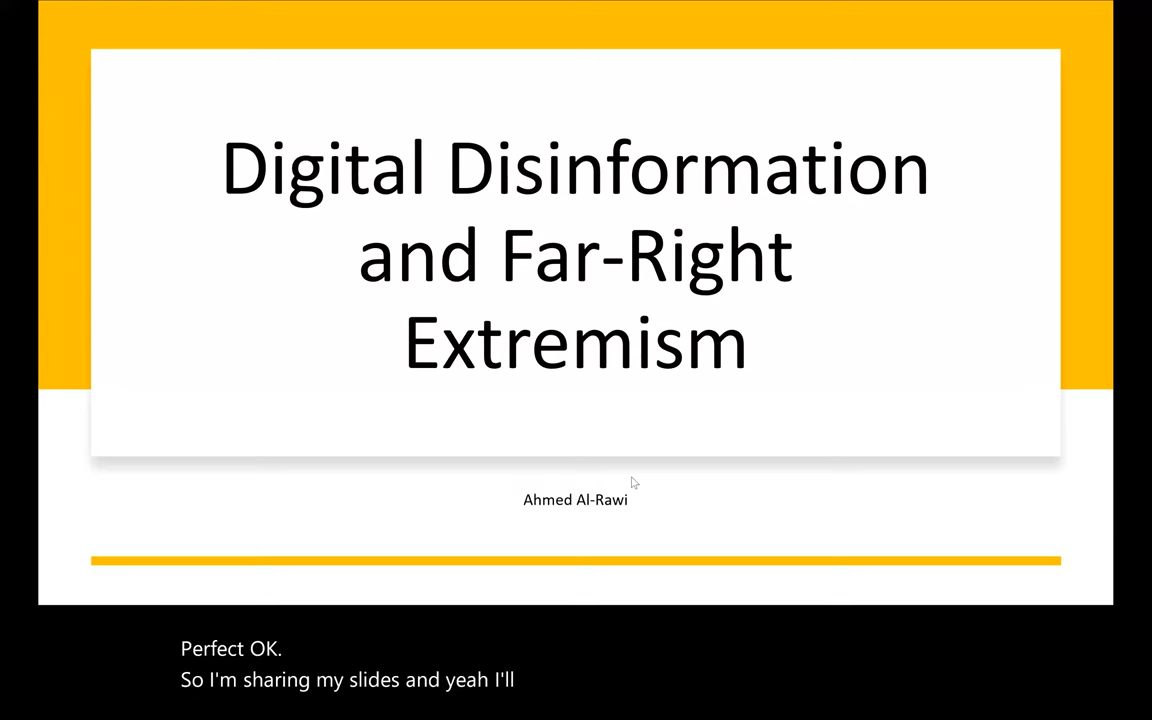 Digital Disinformation
and Far-Right
Extremism
Ahmed Al-Rawi
Perfect OK.
So I'm sharing my slides and yeah I'll